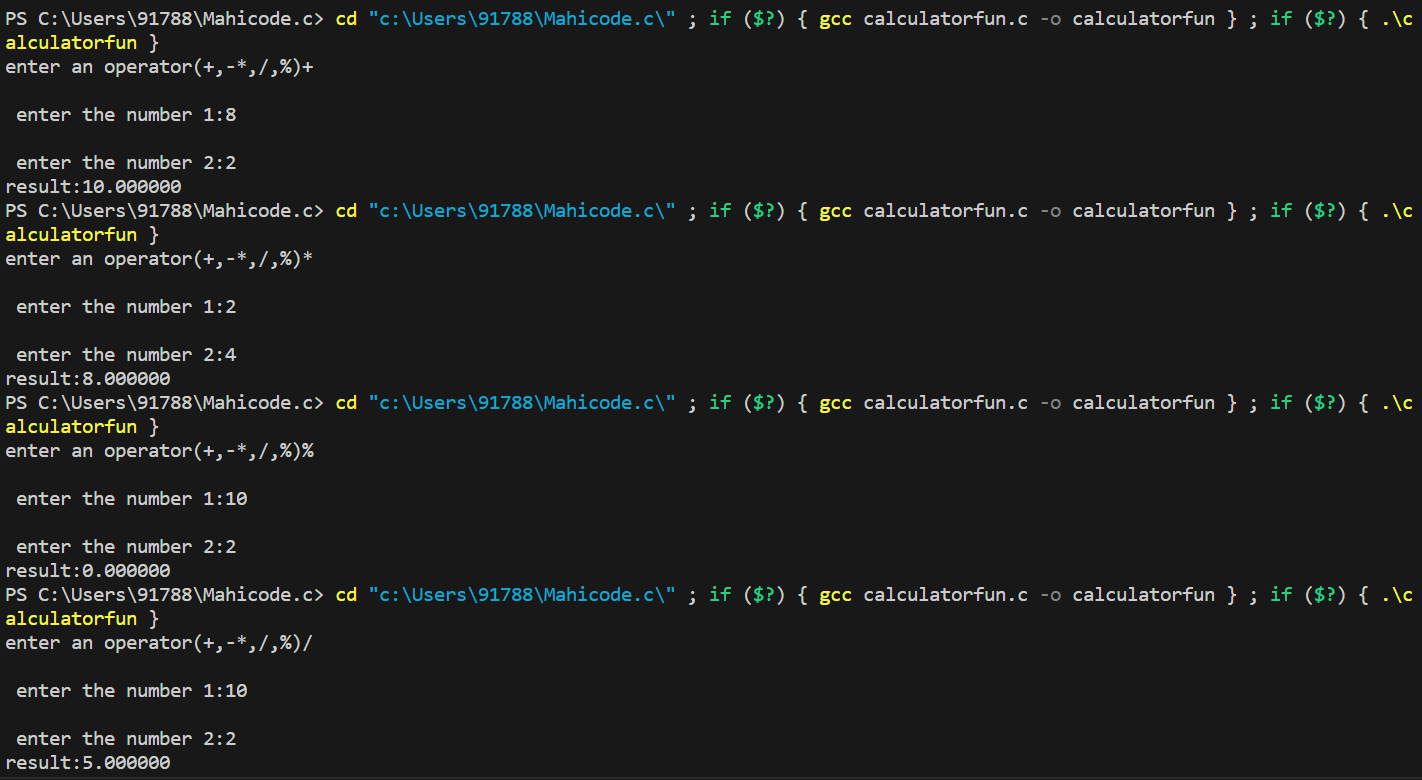 PS C:\Users\91788\Mahicode.c> cd "c:\Users\91788\Mahicode.c\" ; if ($?) { gcc calculatorfun.c -o calculatorfun } ; if ($?) { .\c
alculatorfun }
enter an operator(+,-*,/,%)+
enter the number 1:8
enter the number 2:2
result:10.000000
PS C:\Users\91788\Mahicode.c> cd "c:\Users\91788\Mahicode.c\" ; if ($?) { gcc calculatorfun.c -o calculatorfun } ; if ($?) { .\c
alculatorfun }
enter an operator(+,-*,/,%)*
enter the number 1:2
enter the number 2:4
result:8.000000
PS C:\Users\91788\Mahicode.c> cd "c:\Users\91788\Mahicode.c\" ; if ($?) { gcc calculatorfun.c -o calculatorfun } ; if ($?) { .\c
alculatorfun }
enter an operator(+,-*,/,%)%
enter the number 1:10
enter the number 2:2
result:0.000000
PS C:\Users\91788\Mahicode.c> cd "c:\Users\91788\Mahicode.c\" ; if ($?) { gcc calculatorfun.c -o calculatorfun } ; if ($?) { .\c
alculatorfun }
enter an operator(+,-*,/,%)/
enter the number 1:10
enter the number 2:2
result:5.000000